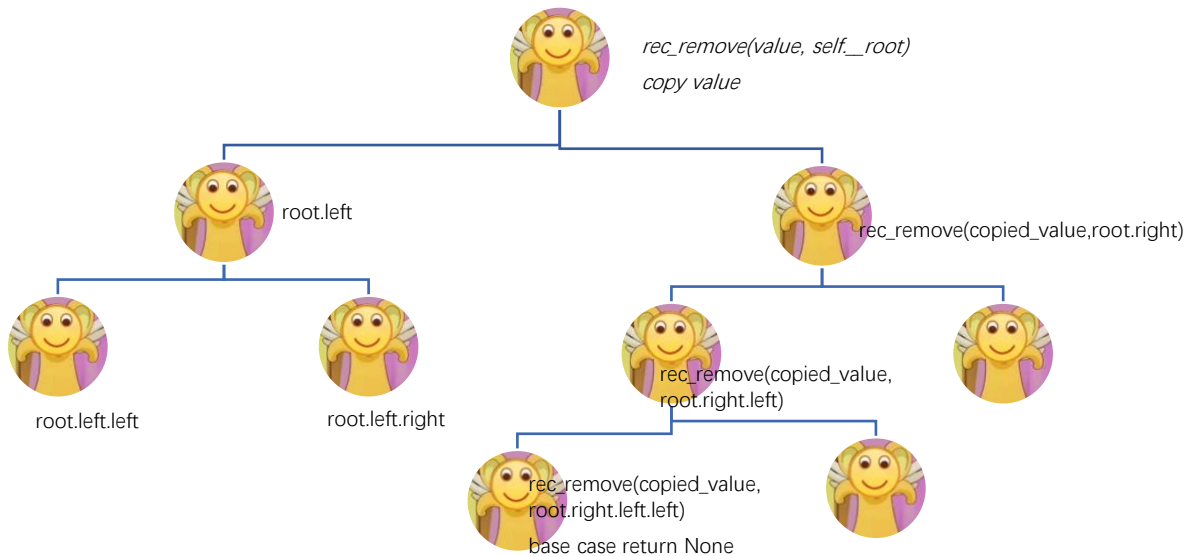 rec_remove(value, self.__root)
copy value
root.left
rec_remove(copied_value,root.right)
rec_remove(copied_value,
root.right.left)
root.left.left
root.left.right
rec_remove(copied_value,
root.right.left.left)
base case return None